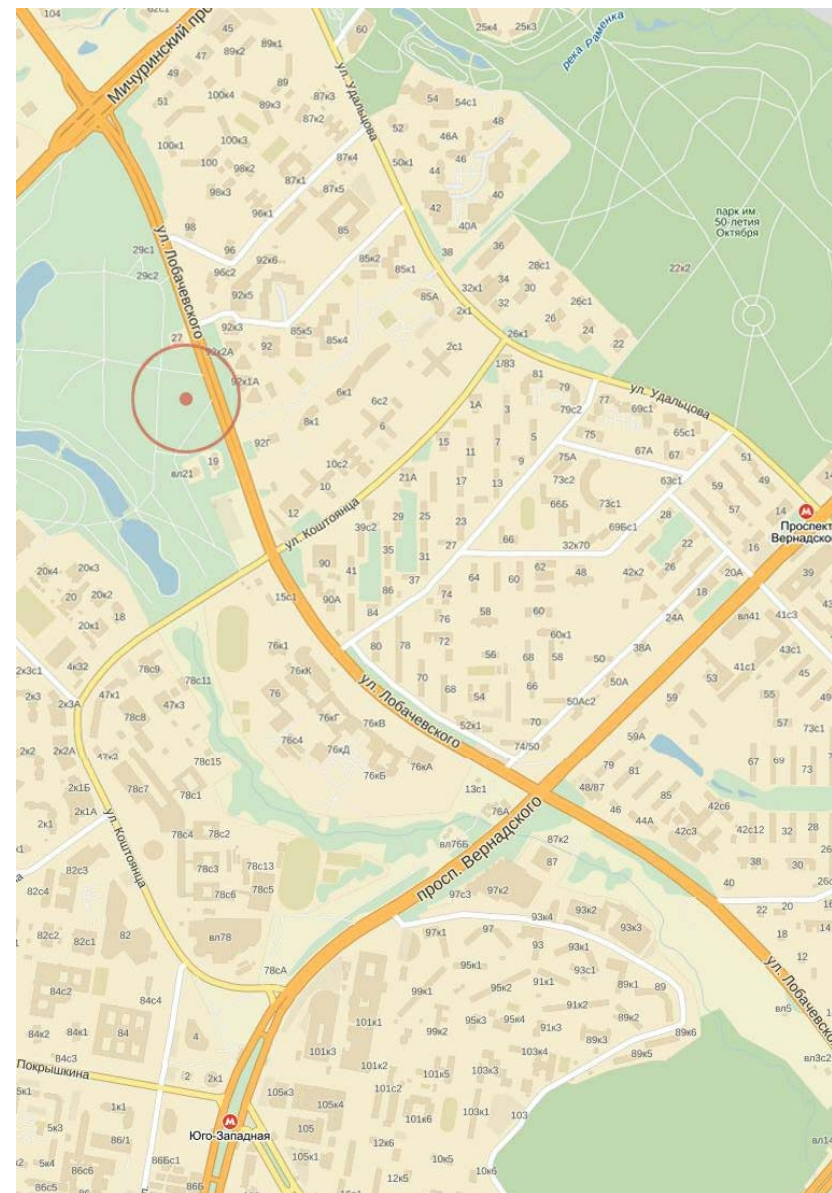 104
45
60
25к4
25к3
река Раменка
Мичуринский про
47
89к2
89к1
ул. Удальцова
49
89
51
100к4
89к3
87к3
87к2
54
54с1
52
46А
48
100к1
100к3
100
98к2
87к4
50к1
46
44
98к3
87к1
87к5
40
96к1
42
парк им
50-летия
Октября
98
85
40А
ул. Лобачевского
29с1
96
38
36
29с2
96с2
92к6
85к2
85к1
28с1
22к2
92к5
85А
32к1
34
30
32
26с1
2к1
92к3
85к5
26
27
92
85к4
26к1
24
2с1
22
92к1А
1/83
81
79
ул. Удальцова
6к1
6с2
1А
3
79с2
77
69с1
8к1
6
65с1
92Г
15
7
5
75
11
67А
67
51
19
10с2
9
75А
вл21
21А
17
13
73с2
63с1
59
49
10
66Б
73с1
57
14
12
29
25
23
28
Проспект
Вернадско
ул. Коштоянца
39с2
69Бс1
16
35
31
27
66
32к70
22
20к4
20к3
90
41
37
62
26
20А
39
20
20к2
64
60
48
42к2
15с1
90А
86
74
18
20к1
18
84
76
58
60
24А
вл41
41с3
76к1
80
78
72
60к1
38А
43с1
2к3с1
4к32
78с9
56
68
58
50
41с1
76кК
53
78с11
76
ул. Лобачевского
70
68
54
66
50А
59
55
49
2к3
2к3А
47к1
50Ас2
47к3
76кГ
76кВ
52к1
70
57
78с8
76с4
59А
73с1
2к2
2к2А
47к2
76кД
74/50
78с15
76кА
79
81
67
69
73
2к1Б
78с7
78с1
76кБ
13с1
48/87
85
2к1А
76А
46
42с6
2к1
78с4
78с2
44А
42с3
42с12
32
28
ул. Коштоянца
вл76Б
87к2
82с3
78с3
78с13
просп. Вернадского
87
38
30
82с4
78с6
78с5
97с3
97к2
40
93к4
93к2
22
20
16
82с2
82с1
82
вл78
97к1
97
93к3
18
14
93
93к1
12
78сА
95к1
93с1
ул. Лобачевско
84с2
84с4
99к1
95к2
91к1
89к1
89
91к2
вл5
84к2
84к1
84
4
101к1
99к2
95к3
95к4
91к3
89к2
89к3
89к6
84с3
101к3
103к4
89к5
вл3с2
Покрышкина
101к2
2
2к1
101к5
103к3
5к1
105к3
101с2
1к1
105к4
103к1
103
5к3
Юго-Западная
105
101к6
86/1
12к6
вл14
5к4
86с6
86Бс1
105к1
10к5
10к6
86с5
86
12к5